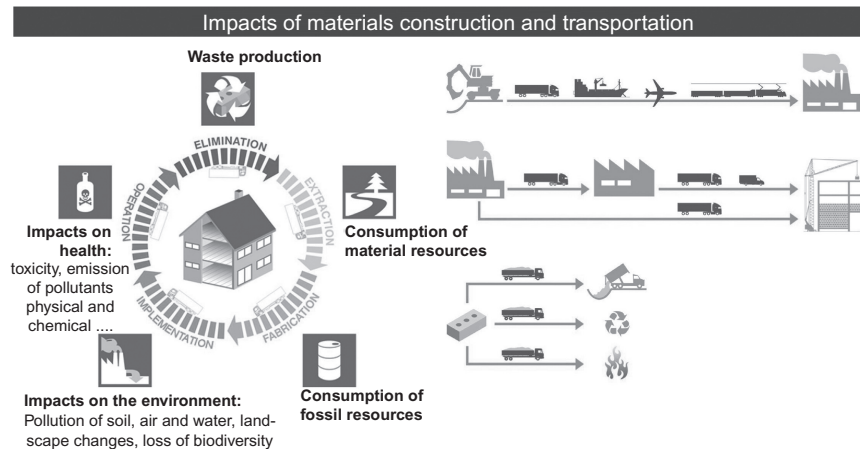 Impacts of materials construction and transportation
Waste production
ELIMINATION
EXTRACTION
FABRICATION
IMPLEMENTATION
OPERATION
Impacts on
health:
toxicity, emission
of pollutants
physical and
chemical ....
Consumption of
material resources
Impacts on the environment:
Pollution of soil, air and water, land-
scape changes, loss of biodiversity
Consumption of
fossil resources